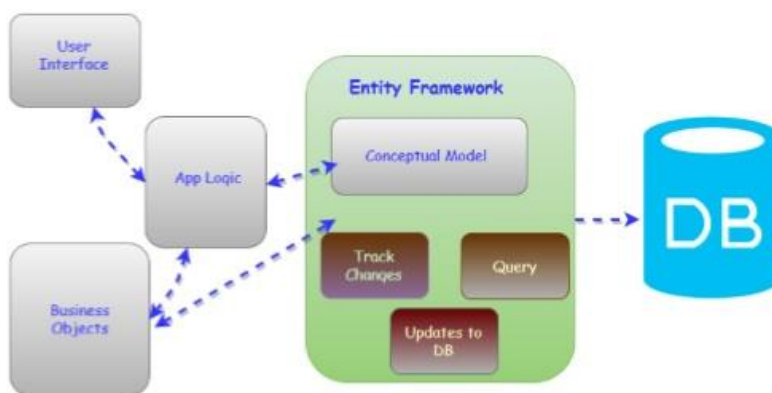 User
Interface
App Logic
Business
Objects
Entity Framework
Conceptual Model
Track
Changes
Query
Updates to
DB
DB